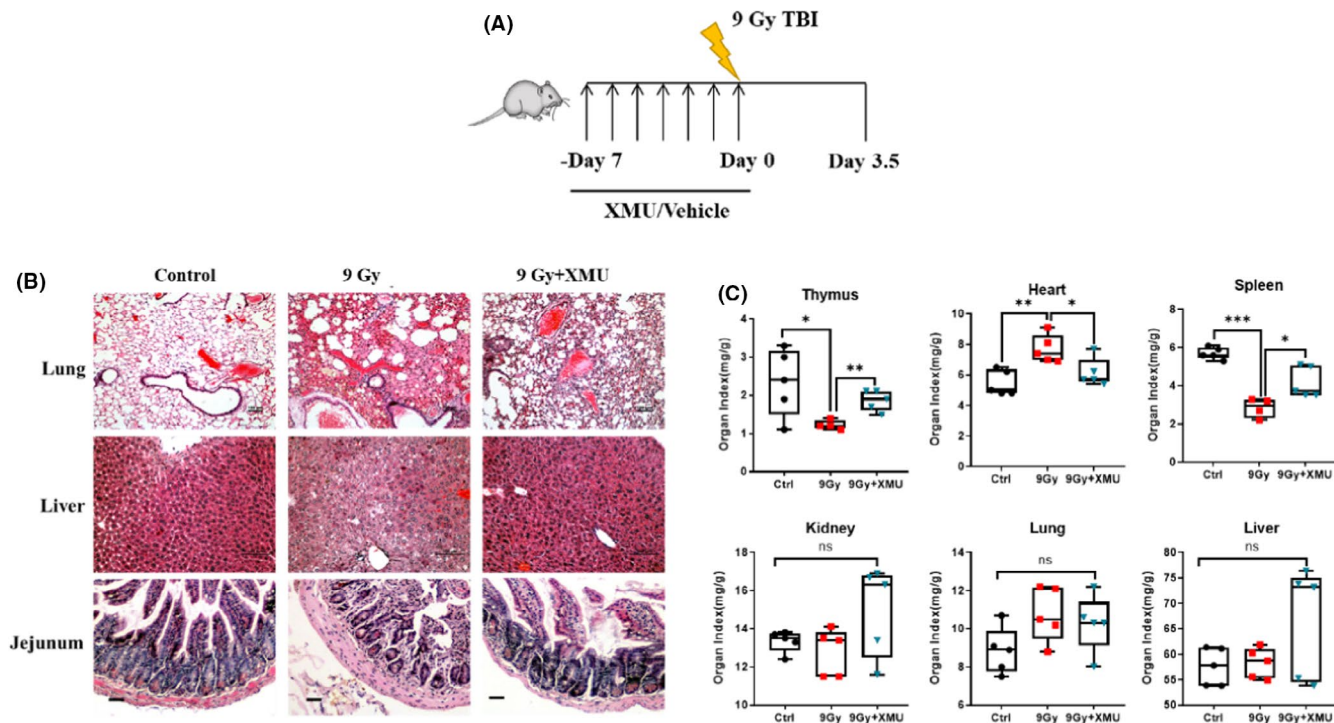 (A)
9 Gy TBI
-Day 7
Day 0
Day 3.5
XMU/Vehicle
(B)
Control
9 Gy
9 Gy+XMU
Lung
Liver
Jejunum
(C)
Thymus
Organ Index(mg/g)
4
3
2
1
0
*
**
Ctrl
9Gy
9Gy+XMU
Heart
Organ Index(mg/g)
10
8
6
4
2
0
**
*
Ctrl
9Gy
9Gy+XMU
Spleen
Organ Index(mg/g)
8
6
4
2
0
***
*
Ctrl
9Gy
9Gy+XMU
Kidney
Organ Index(mg/g)
18
16
14
12
10
ns
Ctrl
9Gy
9Gy+XMU
Lung
Organ Index(mg/g)
14
12
10
8
6
ns
Ctrl
9Gy
9Gy+XMU
Liver
Organ Index(mg/g)
80
75
70
65
60
55
50
ns
Ctrl
9Gy
9Gy+XMU